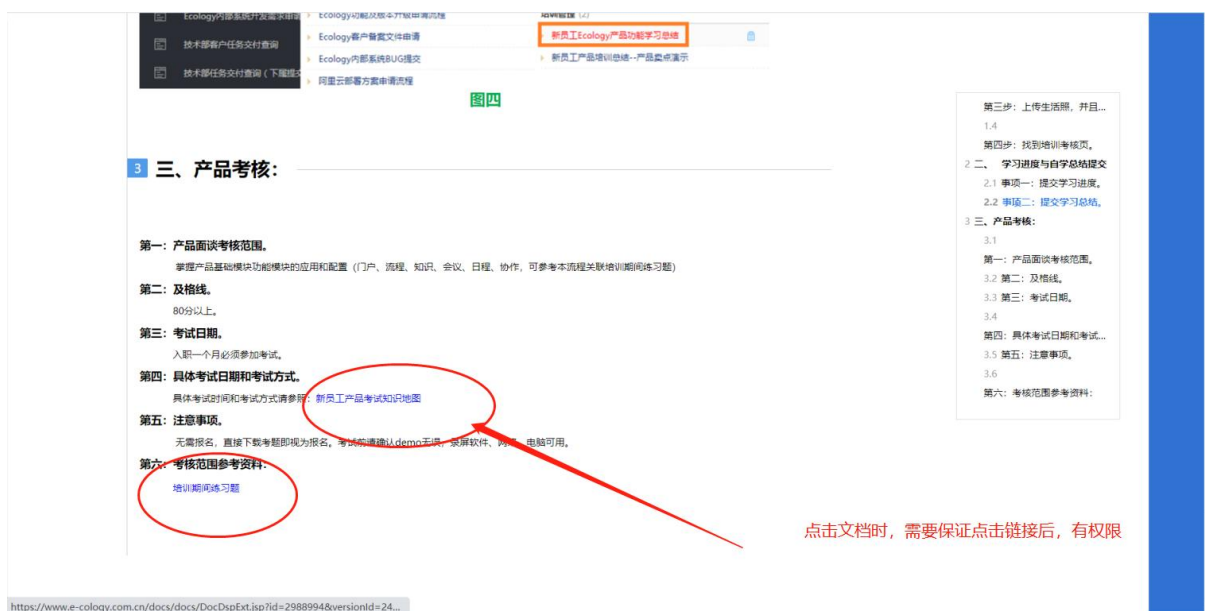 Ecology内部系统开发需求申请
技术部客户任务交付查询
技术部任务交付查询（下属提交
Ecology功能及版本升级申请流程
Ecology客户备案文件申请
Ecology内部系统BUG提交
阿里云部署方案申请流程
培训管理 (2)
新员工Ecology产品功能学习总结
新员工产品培训总结--产品卖点演示
图四
3 三、产品考核：
第一：产品面谈考核范围。
掌握产品基础模块功能模块的应用和配置（门户、流程、知识、会议、日程、协作，可参考本流程关联培训期间练习题）
第二：及格线。
80分以上。
第三：考试日期。
入职一个月必须参加考试。
第四：具体考试日期和考试方式。
具体考试时间和考试方式请参照：新员工产品考试知识地图
第五：注意事项。
无需报名，直接下载考题即视为报名。考试前请确认demo无误，录屏软件、网络、电脑可用。
第六：考核范围参考资料：
培训期间练习题
第三步：上传生活照，并且...
1.4
第四步：找到培训考核页。
2 二、 学习进度与自学总结提交
2.1 事项一：提交学习进度。
2.2 事项二：提交学习总结。
3 三、产品考核：
3.1
第一：产品面谈考核范围。
3.2 第二：及格线。
3.3 第三：考试日期。
3.4
第四：具体考试日期和考试...
3.5 第五：注意事项。
3.6
第六：考核范围参考资料：
点击文档时，需要保证点击链接后，有权限
https://www.e-cology.com.cn/docs/docs/DocDspExt.jsp?id=2988994&versionId=24...